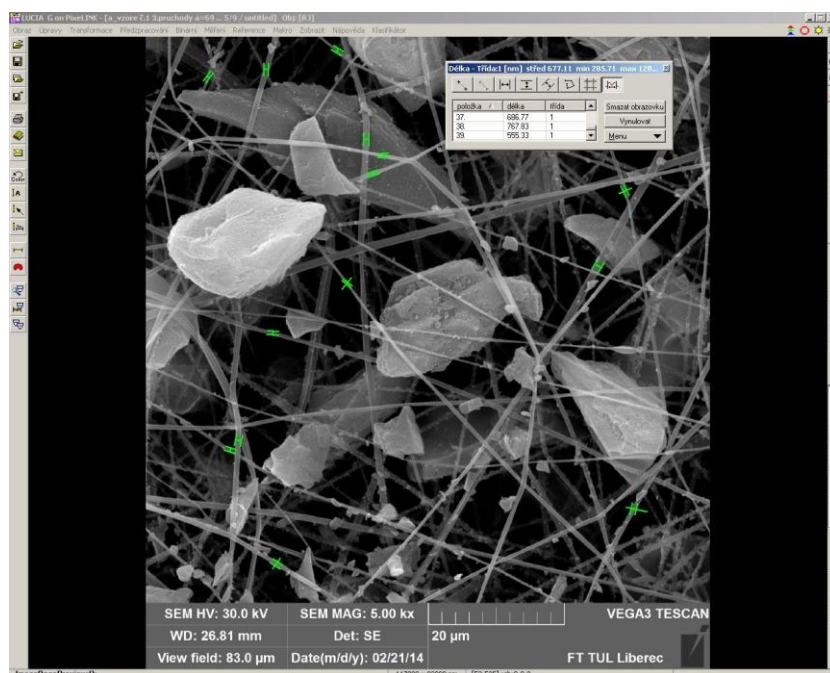 LUCIA G on PixelINK - [a_vzore č.1 3.pruchody á=69 ... 5/9 / untitled] Obj: [R3]
Obraz Úpravy Transformace Předzpracování Binární Měření Reference Makro Zobrazit Nápověda Klasifikátor
Délka - Třída:1 [nm] střed 677.11 min 285.71 max 128...
položka délka třída
37. 686.77 1
38. 767.83 1
39. 555.33 1
Smazat obrazovku
Vynulovat
Menu
Color
SEM HV: 30.0 kV SEM MAG: 5.00 kx VEGA3 TESCAN
WD: 26.81 mm Det: SE 20 µm
View field: 83.0 µm Date(m/d/y): 02/21/14 FT TUL Liberec